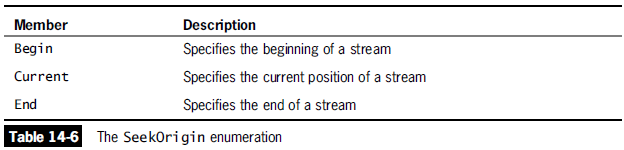 Member Description
Begin Specifies the beginning of a stream
Current Specifies the current position of a stream
End Specifies the end of a stream
Table 14-6 The SeekOrigin enumeration